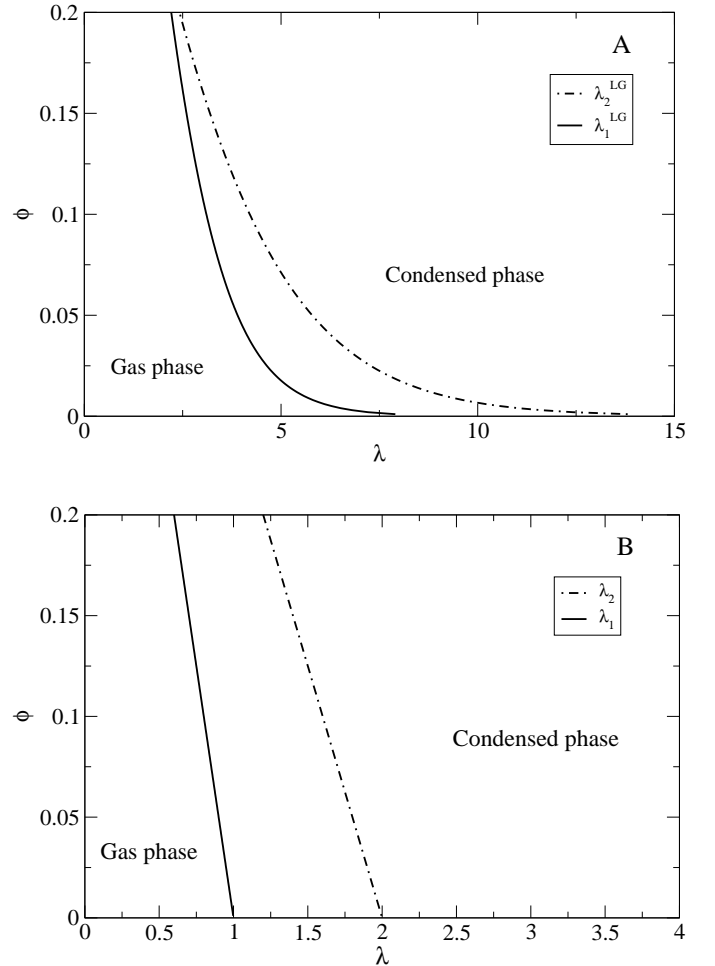 0.2
A
λ₂ᴸᴳ
λ₁ᴸᴳ
0.15
ϕ
0.1
Condensed phase
0.05
Gas phase
0
0 5 10 15
λ
0.2
B
λ₂
λ₁
0.15
ϕ
0.1
Condensed phase
0.05
Gas phase
0
0 0.5 1 1.5 2 2.5 3 3.5 4
λ